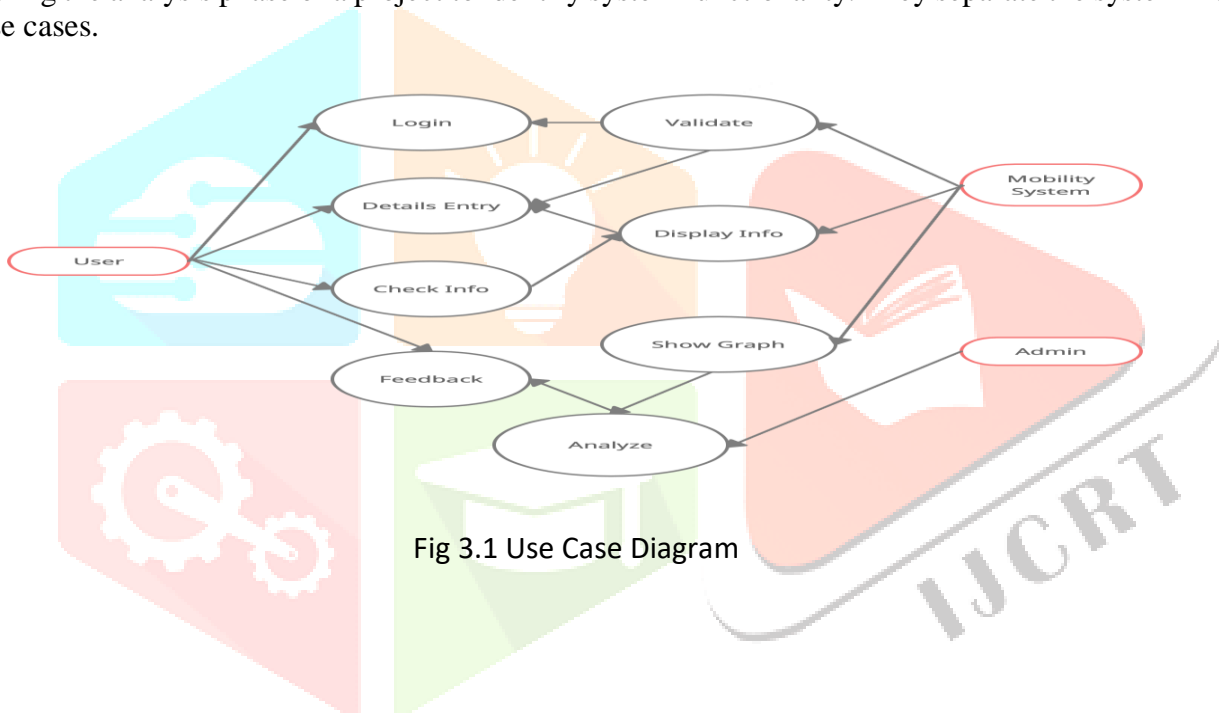 se cases.
Login
Validate
Mobility
System
Details Entry
Display Info
User
Check Info
Show Graph
Admin
Feedback
Analyze
Fig 3.1 Use Case Diagram
IJCRT